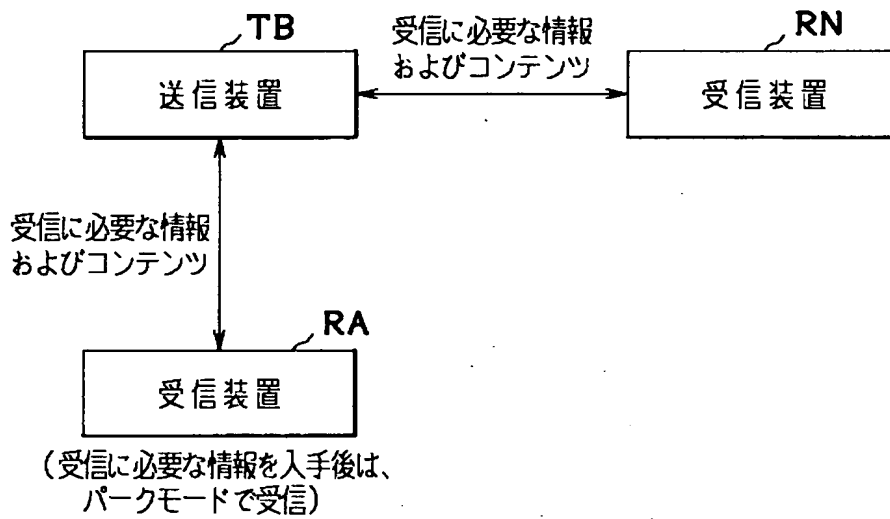 TB
送信装置
受信に必要な情報
およびコンテンツ
RN
受信装置
受信に必要な情報
およびコンテンツ
RA
受信装置
(受信に必要な情報を入手後は、
パークモードで受信)